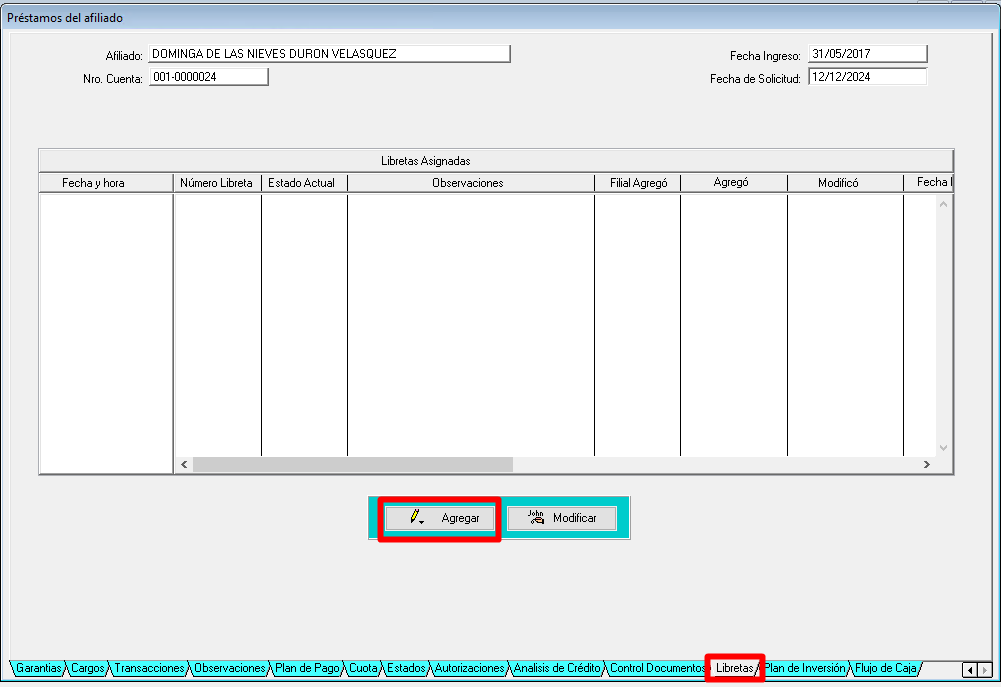 Préstamos del afiliado
Afiliado: DOMINGA DE LAS NIEVES DURON VELASQUEZ Fecha Ingreso: 31/05/2017
Nro. Cuenta: 001-0000024 Fecha de Solicitud: 12/12/2024
Libretas Asignadas
Fecha y hora Número Libreta Estado Actual Observaciones Filial Agregó Agregó Modificó Fecha
Agregar John Modificar
Garantias Cargos Transacciones Observaciones Plan de Pago Cuota Estados Autorizaciones Analisis de Crédito Control Documentos Libretas Plan de Inversión Flujo de Caja